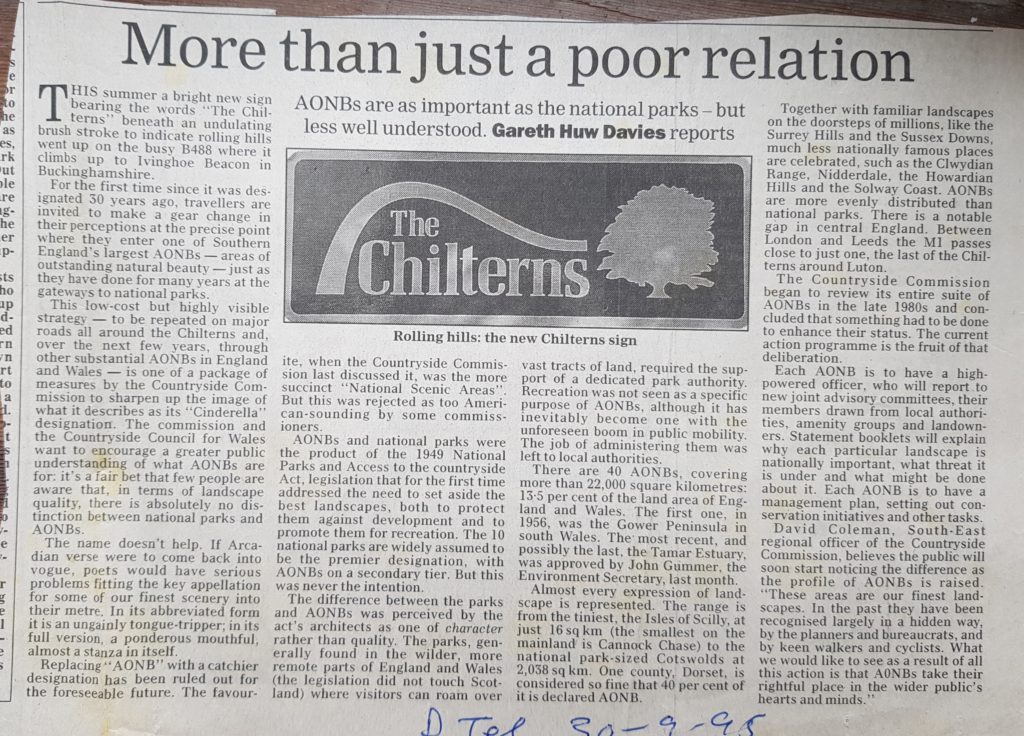 More than just a poor relation
THIS summer a bright new sign
bearing the words "The Chil-
terns" beneath an undulating
brush stroke to indicate rolling hills
went up on the busy B488 where it
climbs up to Ivinghoe Beacon in
Buckinghamshire.
For the first time since it was des-
ignated 30 years ago, travellers are
invited to make a gear change in
their perceptions at the precise point
where they enter one of Southern
England's largest AONBs — areas of
outstanding natural beauty — just as
they have done for many years at the
gateways to national parks.
This low-cost but highly visible
strategy — to be repeated on major
roads all around the Chilterns and,
over the next few years, through
other substantial AONBs in England
and Wales — is one of a package of
measures by the Countryside Com-
mission to sharpen up the image of
what it describes as its "Cinderella"
designation. The commission and
the Countryside Council for Wales
want to encourage a greater public
understanding of what AONBs are
for: it's a fair bet that few people are
aware that, in terms of landscape
quality, there is absolutely no dis-
tinction between national parks and
AONBs.
The name doesn't help. If Arca-
dian verse were to come back into
vogue, poets would have serious
problems fitting the key appellation
for some of our finest scenery into
their metre. In its abbreviated form
it is an ungainly tongue-tripper; in its
full version, a ponderous mouthful,
almost a stanza in itself.
Replacing "AONB" with a catchier
designation has been ruled out for
the foreseeable future. The favour-
AONBs are as important as the national parks – but
less well understood. Gareth Huw Davies reports
The
Chilterns
Rolling hills: the new Chilterns sign
ite, when the Countryside Commis-
sion last discussed it, was the more
succinct "National Scenic Areas".
But this was rejected as too Ameri-
can-sounding by some commiss-
ioners.
AONBs and national parks were
the product of the 1949 National
Parks and Access to the countryside
Act, legislation that for the first time
addressed the need to set aside the
best landscapes, both to protect
them against development and to
promote them for recreation. The 10
national parks are widely assumed to
be the premier designation, with
AONBs on a secondary tier. But this
was never the intention.
The difference between the parks
and AONBs was perceived by the
act's architects as one of character
rather than quality. The parks, gen-
erally found in the wilder, more
remote parts of England and Wales
(the legislation did not touch Scot-
land) where visitors can roam over
vast tracts of land, required the sup-
port of a dedicated park authority.
Recreation was not seen as a specific
purpose of AONBs, although it has
inevitably become one with the
unforeseen boom in public mobility.
The job of administering them was
left to local authorities.
There are 40 AONBs, covering
more than 22,000 square kilometres:
13·5 per cent of the land area of Eng-
land and Wales. The first one, in
1956, was the Gower Peninsula in
south Wales. The most recent, and
possibly the last, the Tamar Estuary,
was approved by John Gummer, the
Environment Secretary, last month.
Almost every expression of land-
scape is represented. The range is
from the tiniest, the Isles of Scilly, at
just 16 sq km (the smallest on the
mainland is Cannock Chase) to the
national park-sized Cotswolds at
2,038 sq km. One county, Dorset, is
considered so fine that 40 per cent of
it is declared AONB.
Together with familiar landscapes
on the doorsteps of millions, like the
Surrey Hills and the Sussex Downs,
much less nationally famous places
are celebrated, such as the Clwydian
Range, Nidderdale, the Howardian
Hills and the Solway Coast. AONBs
are more evenly distributed than
national parks. There is a notable
gap in central England. Between
London and Leeds the M1 passes
close to just one, the last of the Chil-
terns around Luton.
The Countryside Commission
began to review its entire suite of
AONBs in the late 1980s and con-
cluded that something had to be done
to enhance their status. The current
action programme is the fruit of that
deliberation.
Each AONB is to have a high-
powered officer, who will report to
new joint advisory committees, their
members drawn from local authori-
ties, amenity groups and landown-
ers. Statement booklets will explain
why each particular landscape is
nationally important, what threat it
is under and what might be done
about it. Each AONB is to have a
management plan, setting out con-
servation initiatives and other tasks.
David Coleman, South-East
regional officer of the Countryside
Commission, believes the public will
soon start noticing the difference as
the profile of AONBs is raised.
"These areas are our finest land-
scapes. In the past they have been
recognised largely in a hidden way,
by the planners and bureaucrats, and
by keen walkers and cyclists. What
we would like to see as a result of all
this action is that AONBs take their
rightful place in the wider public's
hearts and minds."
D Tel 30-9-95